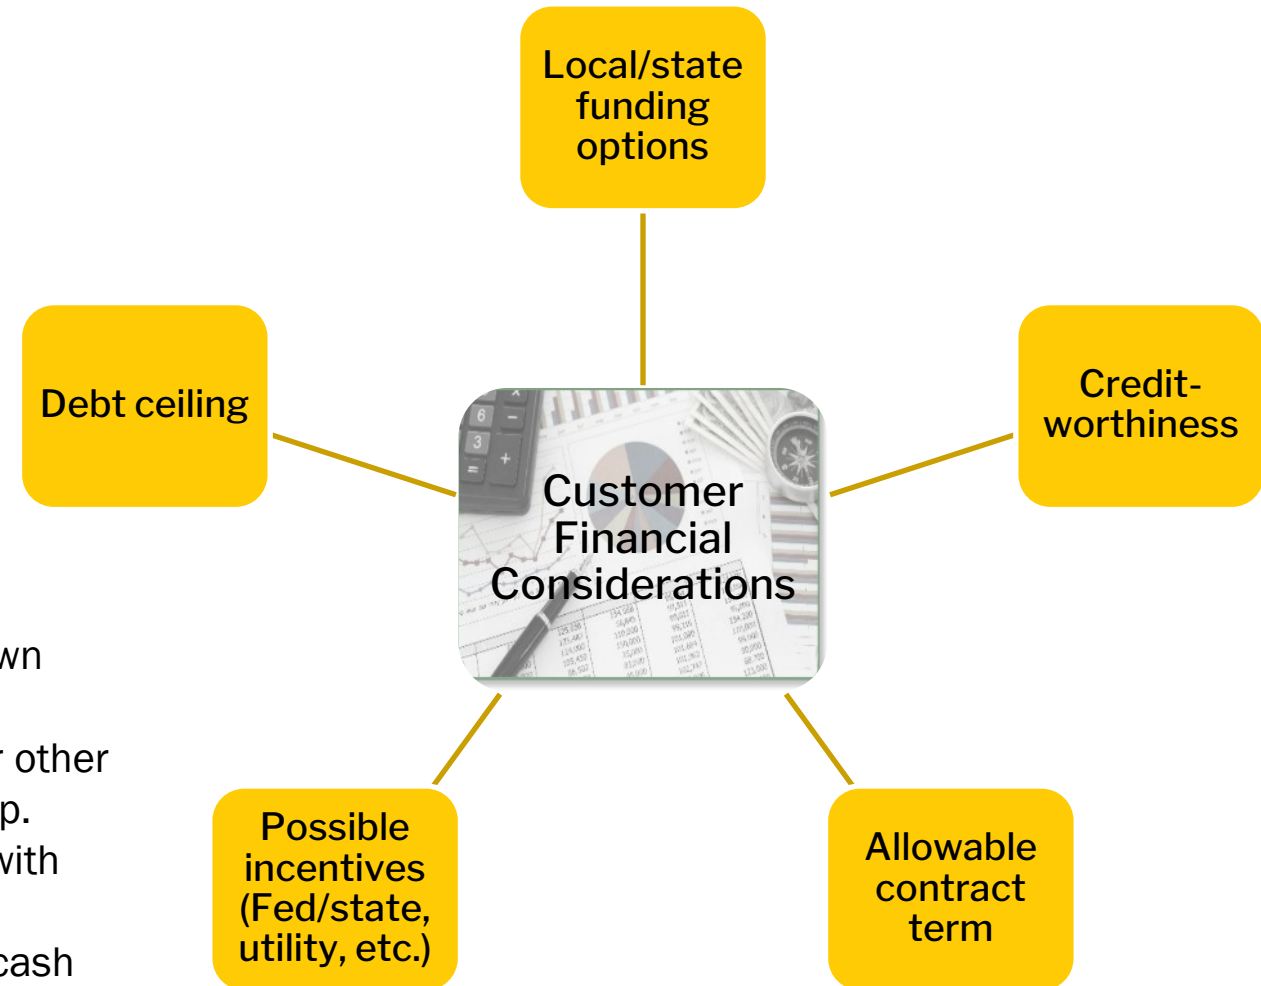 Local/state
funding
options
Debt ceiling
Credit-
worthiness
Customer
Financial
Considerations
wn
r other
p.
with
cash
Possible
incentives
(Fed/state,
utility, etc.)
Allowable
contract
term